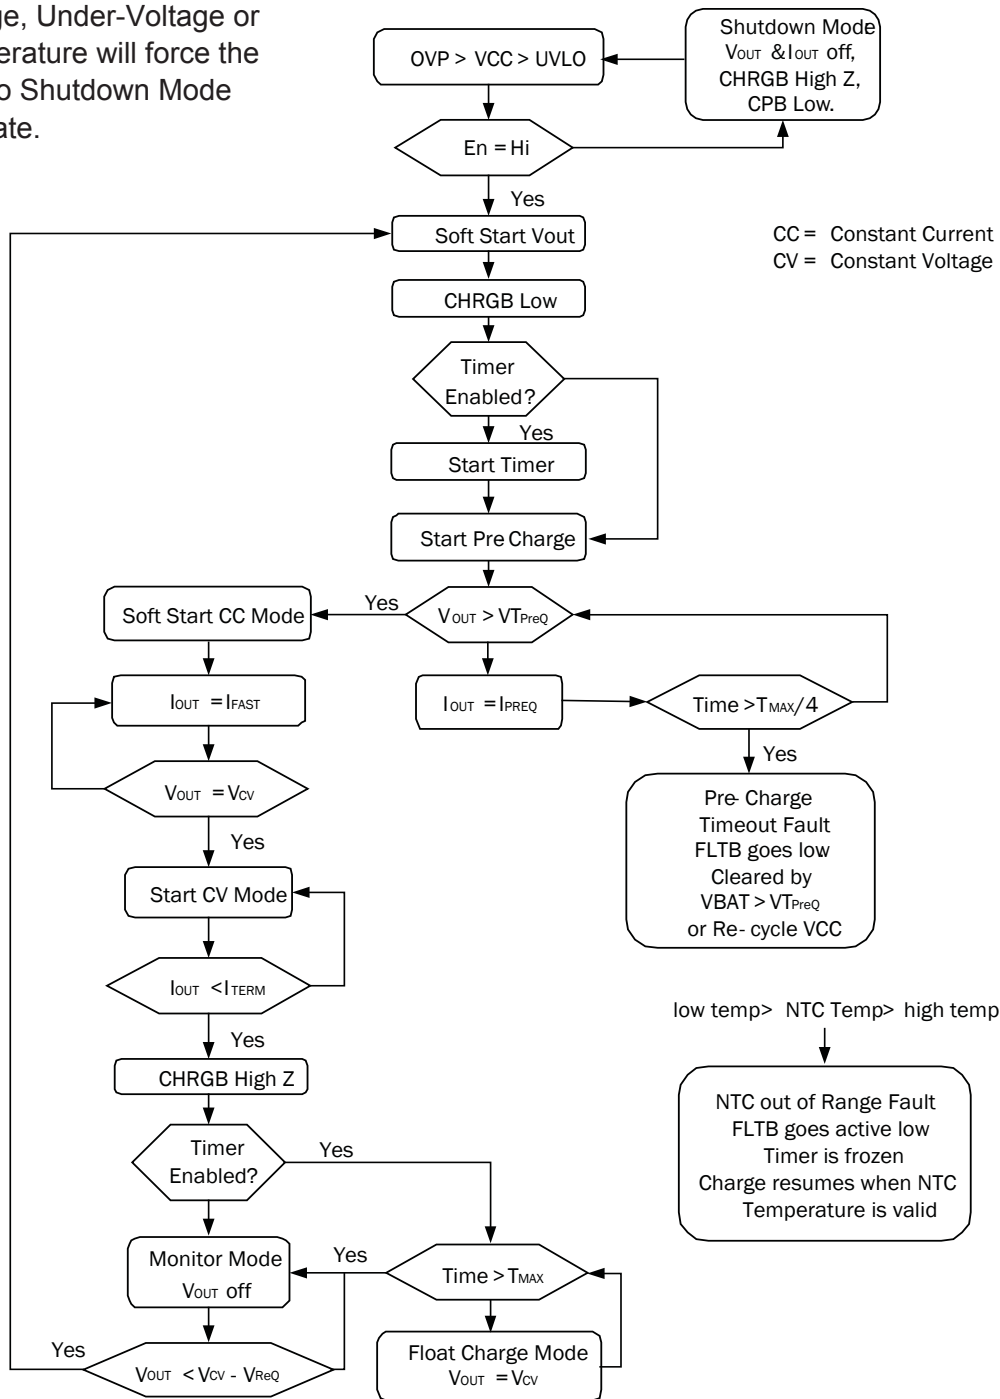 ge, Under-Voltage or
erature will force the
o Shutdown Mode
ate.
OVP > VCC > UVLO
Shutdown Mode
VOUT & IOUT off,
CHRGB High Z,
CPB Low.
En = Hi
Yes
Soft Start Vout
CC = Constant Current
CV = Constant Voltage
CHRGB Low
Timer
Enabled?
Yes
Start Timer
Start Pre Charge
Soft Start CC Mode
Yes
VOUT > VTPreQ
IOUT = IFAST
IOUT = IPREQ
Time > TMAX/4
Yes
VOUT = VCV
Yes
Pre- Charge
Timeout Fault
FLTB goes low
Cleared by
VBAT > VTPreQ
or Re- cycle VCC
Start CV Mode
IOUT < ITERM
Yes
low temp> NTC Temp> high temp
CHRGB High Z
NTC out of Range Fault
FLTB goes active low
Timer is frozen
Charge resumes when NTC
Temperature is valid
Timer
Enabled?
Yes
Monitor Mode
VOUT off
Yes
Time > TMAX
Yes
VOUT < VCV - VReQ
Float Charge Mode
VOUT = VCV